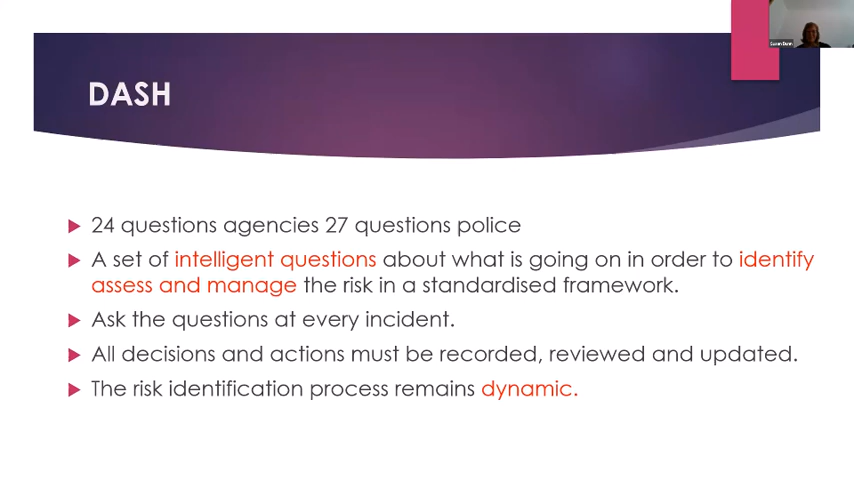 DASH
24 questions agencies 27 questions police
A set of intelligent questions about what is going on in order to identify
assess and manage the risk in a standardised framework.
Ask the questions at every incident.
All decisions and actions must be recorded, reviewed and updated.
The risk identification process remains dynamic.